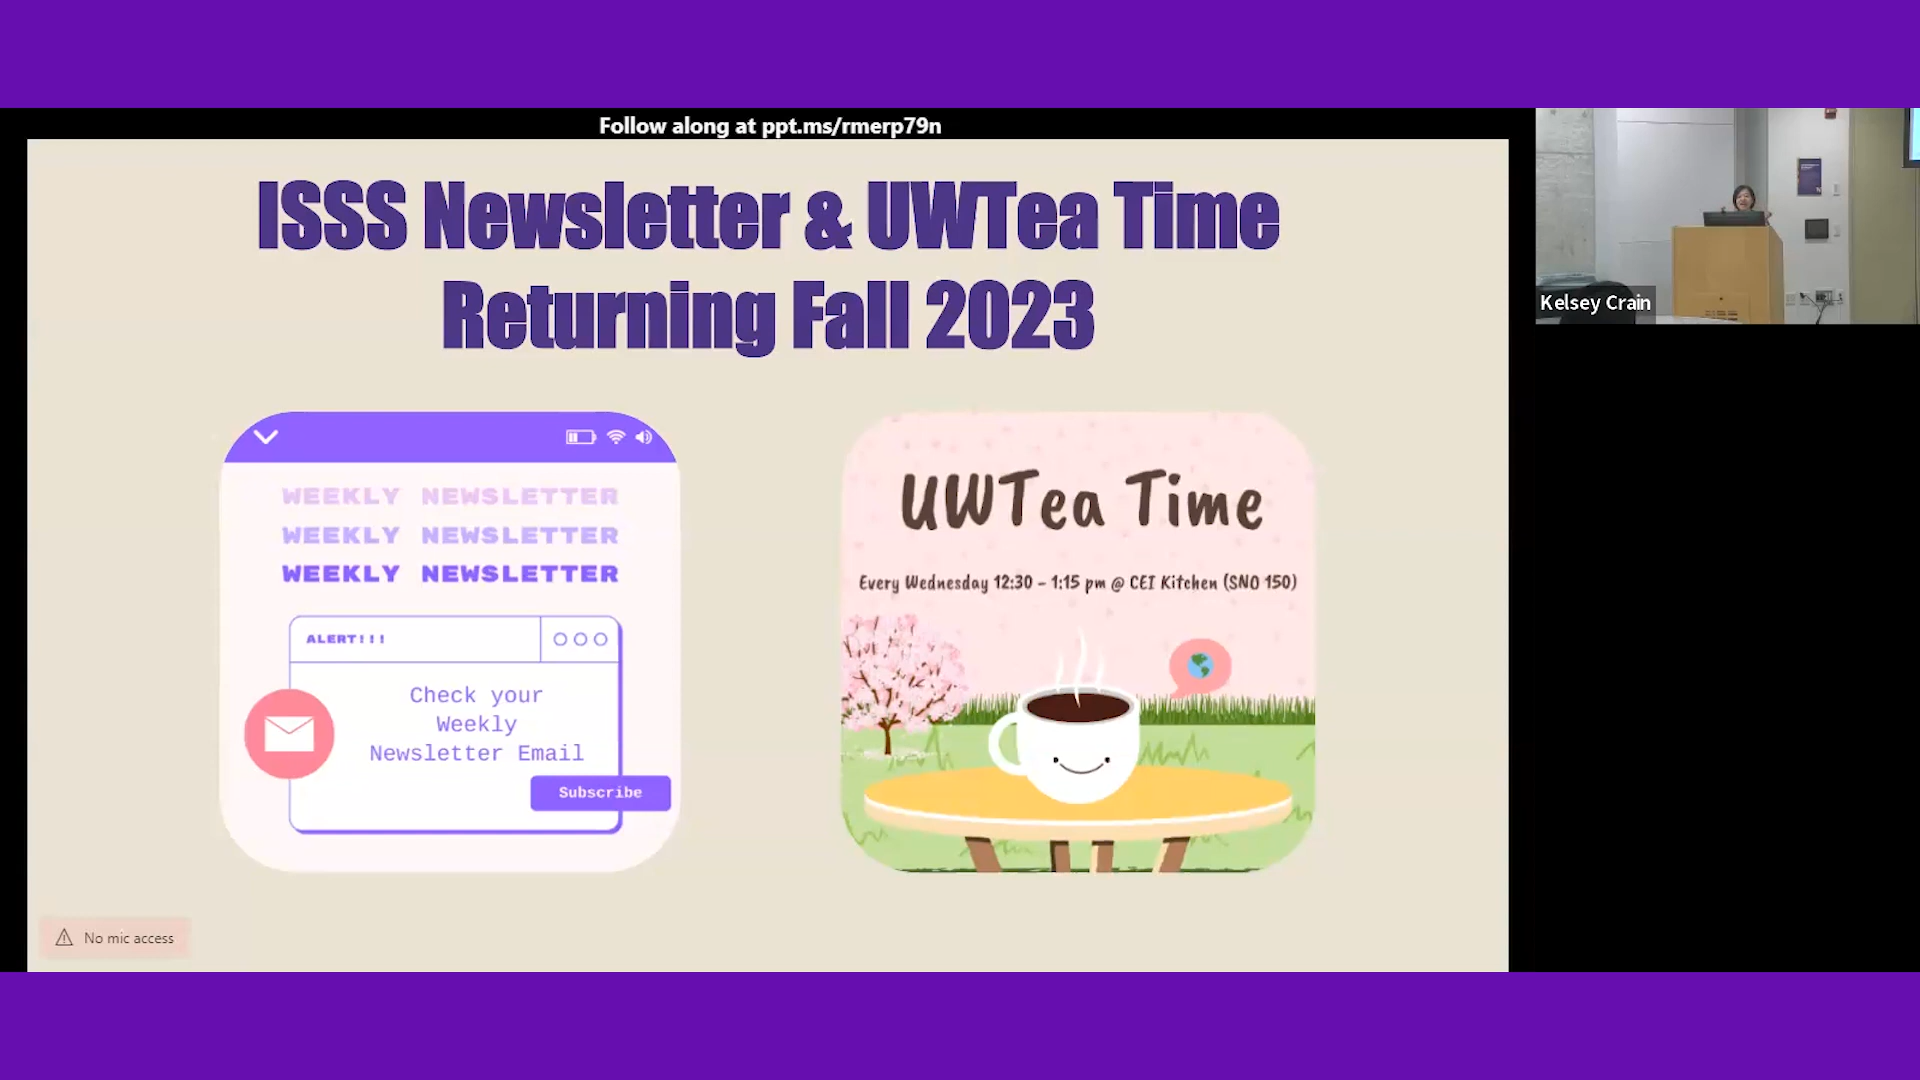 Follow along at ppt.ms/rmerp79n
ISSS Newsletter & UWTea Time
Returning Fall 2023
WEEKLY NEWSLETTER
WEEKLY NEWSLETTER
WEEKLY NEWSLETTER
ALERT!!!
Check your
Weekly
Newsletter Email
Subscribe
UWTea Time
Every Wednesday 12:30 - 1:15 pm @ CEI Kitchen (SNO 150)
No mic access
Kelsey Crain